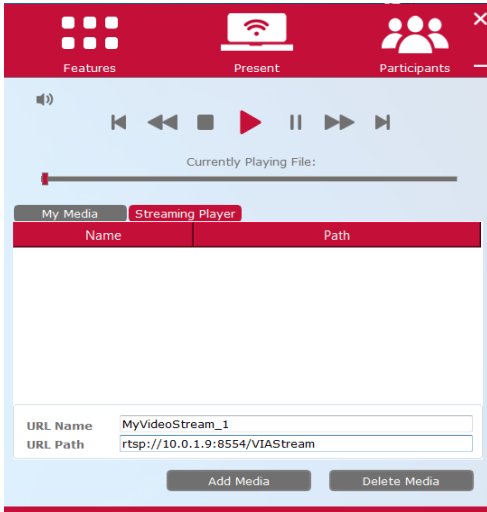 Features Present Participants
Currently Playing File:
My Media Streaming Player
Name Path
URL Name MyVideoStream_1
URL Path rtsp://10.0.1.9:8554/VIAStream
Add Media Delete Media